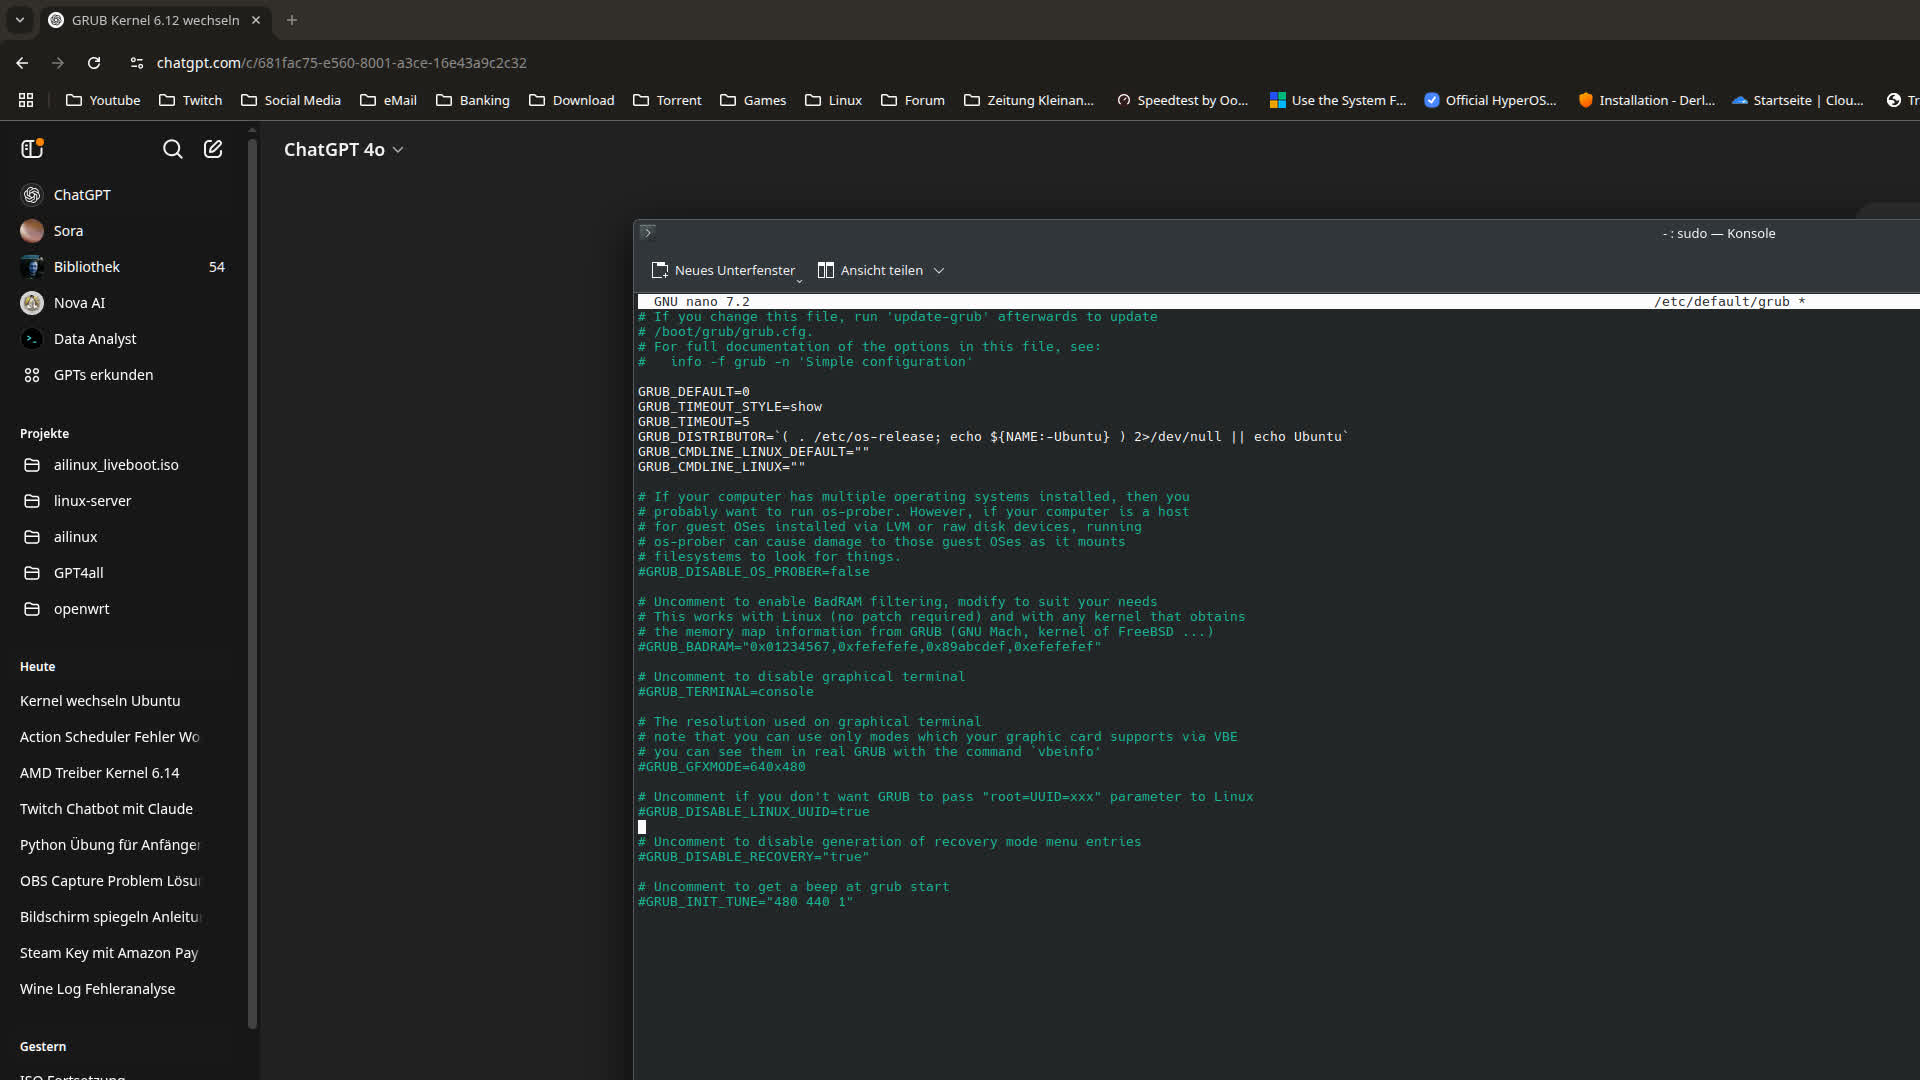 GRUB Kernel 6.12 wechseln
chatgpt.com/c/681fac75-e560-8001-a3ce-16e43a9c2c32
Youtube Twitch Social Media eMail Banking Download Torrent Games Linux Forum Zeitung Kleinan... Speedtest by Oo... Use the System F... Official HyperOS... Installation - Derl... Startseite | Clou... Tr
ChatGPT 4o
ChatGPT
Sora
Bibliothek 54
Nova AI
Data Analyst
GPTs erkunden
Projekte
ailinux_liveboot.iso
linux-server
ailinux
GPT4all
openwrt
Heute
Kernel wechseln Ubuntu
Action Scheduler Fehler Wo
AMD Treiber Kernel 6.14
Twitch Chatbot mit Claude
Python Übung für Anfänger
OBS Capture Problem Lösu
Bildschirm spiegeln Anleitu
Steam Key mit Amazon Pay
Wine Log Fehleranalyse
Gestern
ISO Fortsetzung
- : sudo — Konsole
Neues Unterfenster Ansicht teilen
GNU nano 7.2 /etc/default/grub *
# If you change this file, run 'update-grub' afterwards to update
# /boot/grub/grub.cfg.
# For full documentation of the options in this file, see:
#   info -f grub -n 'Simple configuration'
GRUB_DEFAULT=0
GRUB_TIMEOUT_STYLE=show
GRUB_TIMEOUT=5
GRUB_DISTRIBUTOR=`( . /etc/os-release; echo ${NAME:-Ubuntu} ) 2>/dev/null || echo Ubuntu`
GRUB_CMDLINE_LINUX_DEFAULT=""
GRUB_CMDLINE_LINUX=""
# If your computer has multiple operating systems installed, then you
# probably want to run os-prober. However, if your computer is a host
# for guest OSes installed via LVM or raw disk devices, running
# os-prober can cause damage to those guest OSes as it mounts
# filesystems to look for things.
#GRUB_DISABLE_OS_PROBER=false
# Uncomment to enable BadRAM filtering, modify to suit your needs
# This works with Linux (no patch required) and with any kernel that obtains
# the memory map information from GRUB (GNU Mach, kernel of FreeBSD ...)
#GRUB_BADRAM="0x01234567,0xfefefefe,0x89abcdef,0xefefefef"
# Uncomment to disable graphical terminal
#GRUB_TERMINAL=console
# The resolution used on graphical terminal
# note that you can use only modes which your graphic card supports via VBE
# you can see them in real GRUB with the command `vbeinfo'
#GRUB_GFXMODE=640x480
# Uncomment if you don't want GRUB to pass "root=UUID=xxx" parameter to Linux
#GRUB_DISABLE_LINUX_UUID=true
# Uncomment to disable generation of recovery mode menu entries
#GRUB_DISABLE_RECOVERY="true"
# Uncomment to get a beep at grub start
#GRUB_INIT_TUNE="480 440 1"